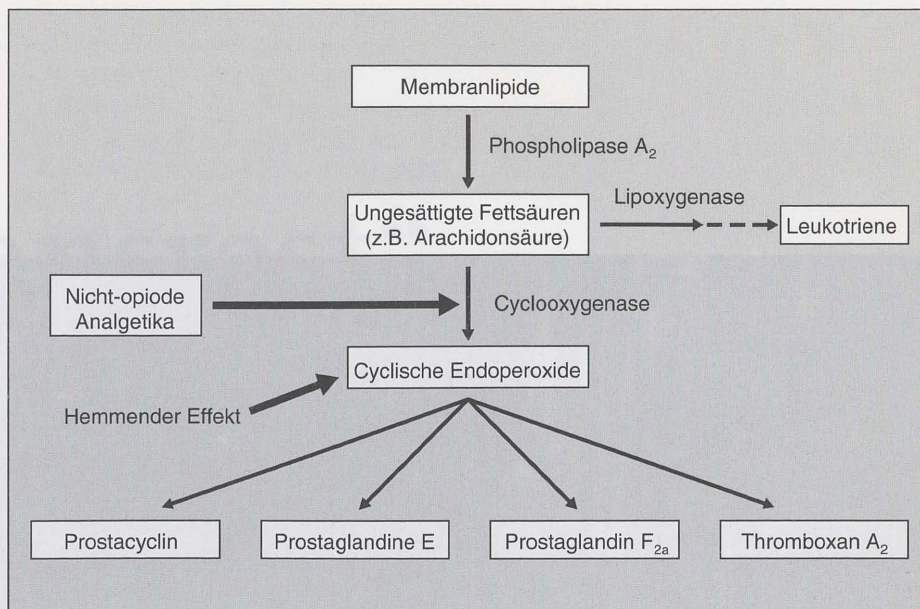 Membranlipide
Phospholipase A₂
Ungesättigte Fettsäuren
(z.B. Arachidonsäure)
Lipoxygenase
Leukotriene
Nicht-opiode
Analgetika
Cyclooxygenase
Cyclische Endoperoxide
Hemmender Effekt
Prostacyclin
Prostaglandine E
Prostaglandin F₂ₐ
Thromboxan A₂